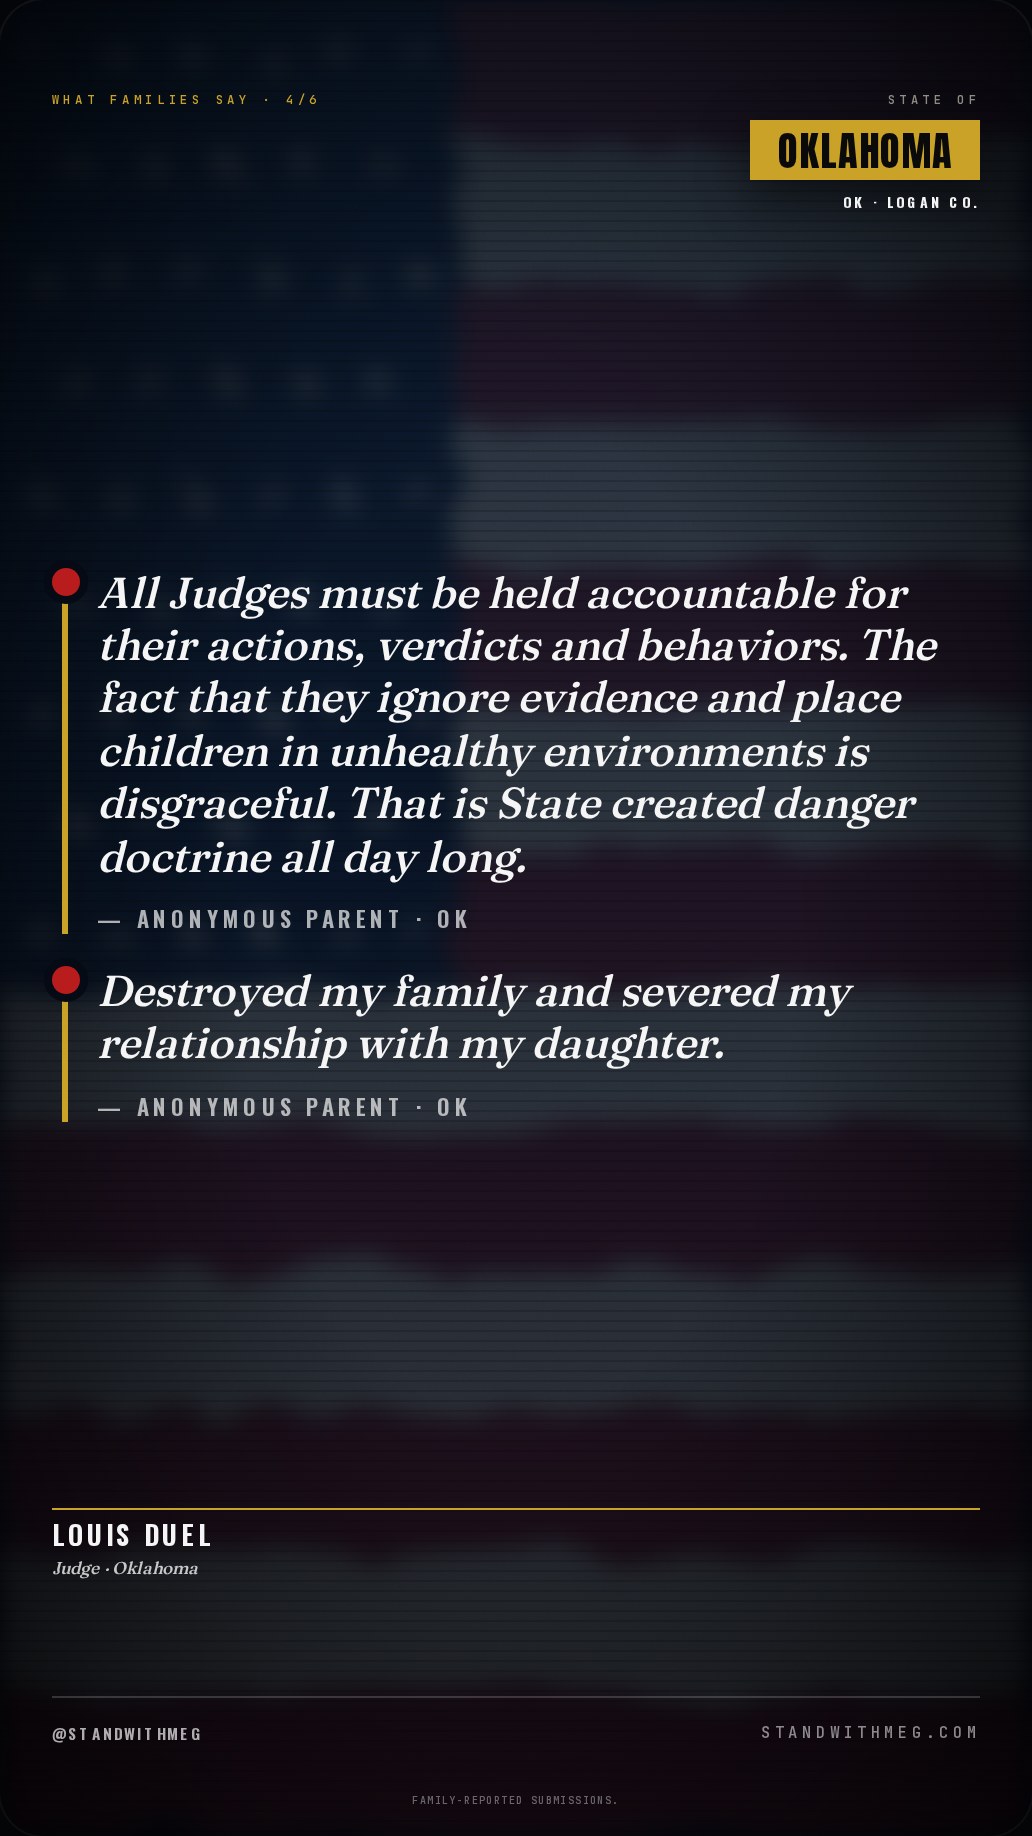 WHAT FAMILIES SAY · 4/6
STATE OF
OKLAHOMA
OK · LOGAN CO.
All Judges must be held accountable for
their actions, verdicts and behaviors. The
fact that they ignore evidence and place
children in unhealthy environments is
disgraceful. That is State created danger
doctrine all day long.
— ANONYMOUS PARENT · OK
Destroyed my family and severed my
relationship with my daughter.
— ANONYMOUS PARENT · OK
LOUIS DUEL
Judge · Oklahoma
@STANDWITHMEG
STANDWITHMEG.COM
FAMILY-REPORTED SUBMISSIONS.